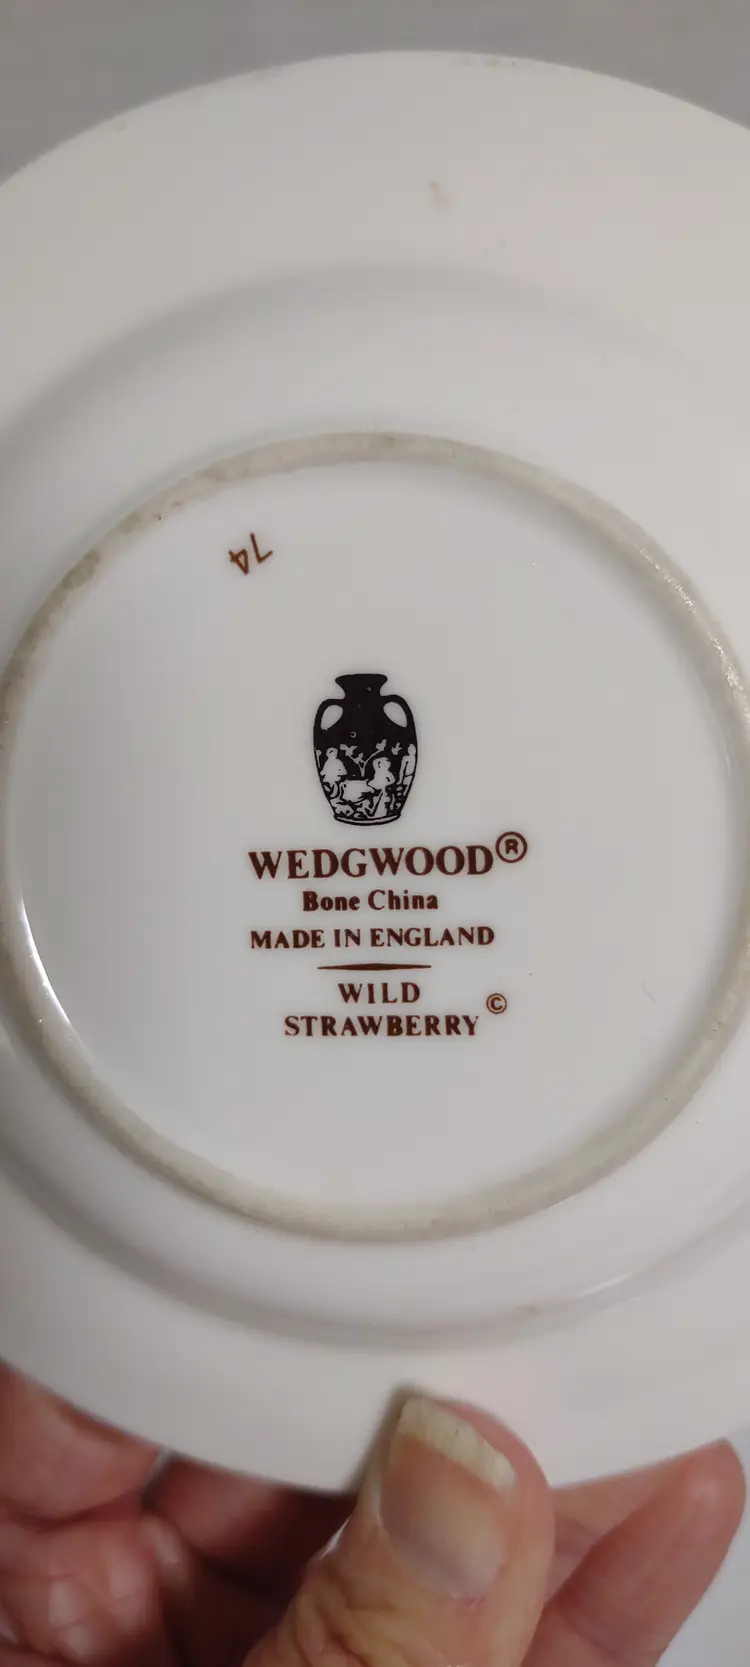 74
WEDGWOOD®
Bone China
MADE IN ENGLAND
WILD
STRAWBERRY ©